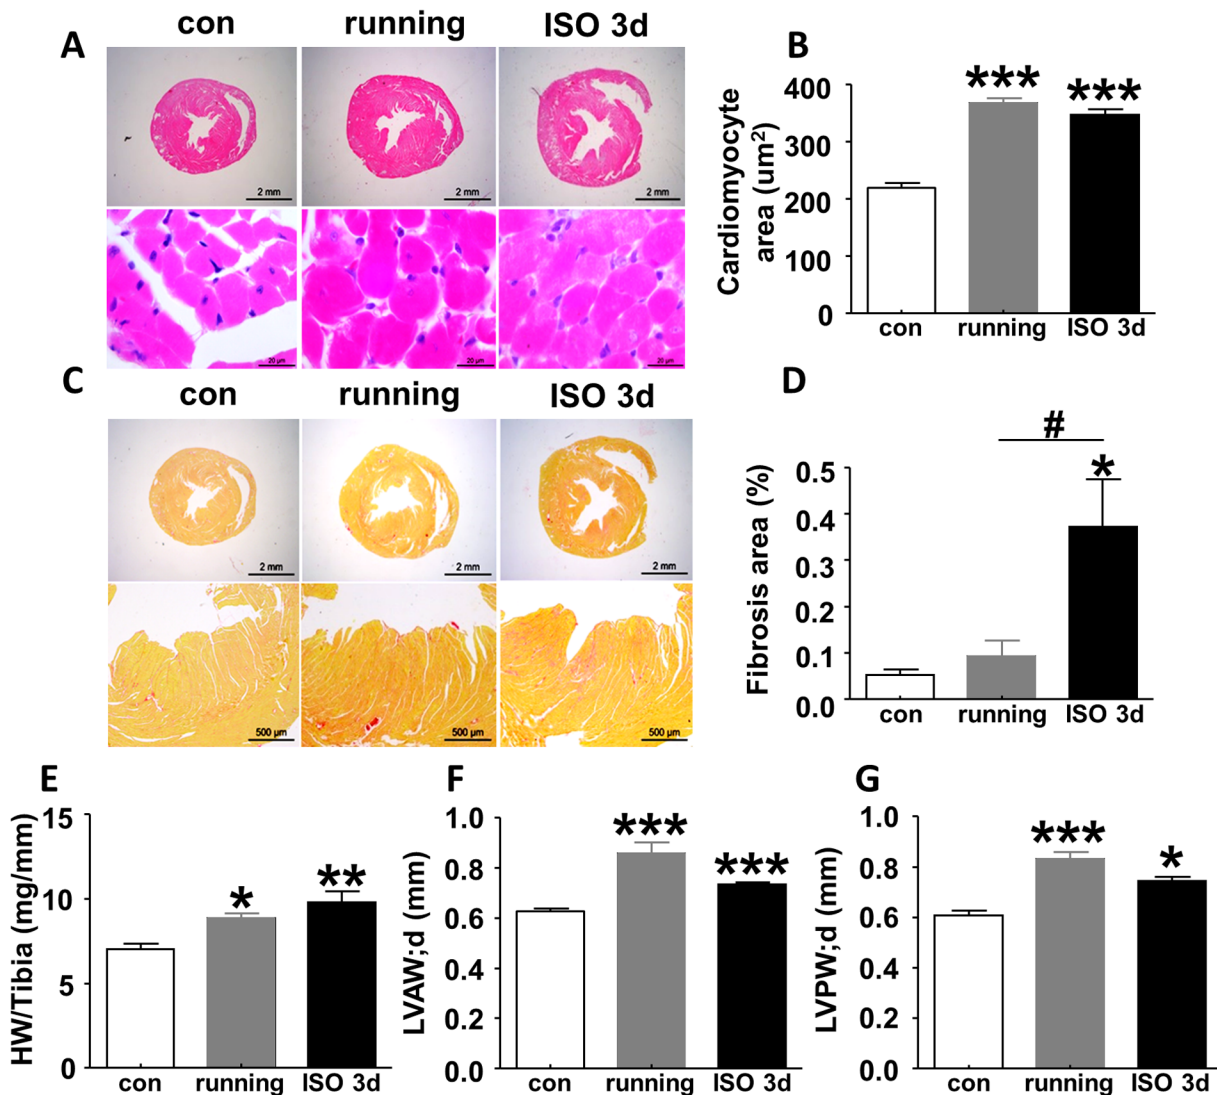 A
con running ISO 3d
2 mm 2 mm 2 mm
20 µm 20 µm 20 µm
B
***
***
Cardiomyocyte
area (um²)
400
300
200
100
0
con running ISO 3d
C
con running ISO 3d
2 mm 2 mm 2 mm
500 µm 500 µm 500 µm
D
#
*
Fibrosis area (%)
0.5
0.4
0.3
0.2
0.1
0.0
con running ISO 3d
E
HW/Tibia (mg/mm)
15
10
5
0
* **
con running ISO 3d
F
LVAW;d (mm)
1.0
0.8
0.6
0.4
0.2
0.0
***
***
con running ISO 3d
G
LVPW;d (mm)
1.0
0.8
0.6
0.4
0.2
0.0
***
*
con running ISO 3d